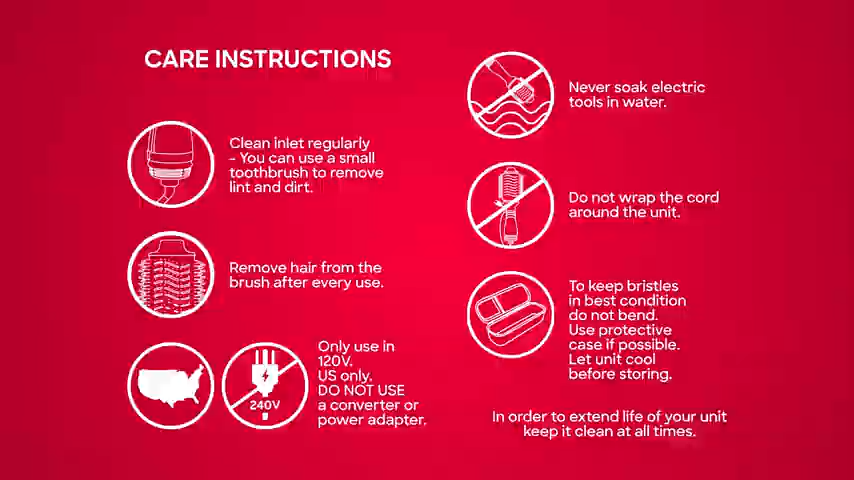 CARE INSTRUCTIONS
Clean inlet regularly
– You can use a small
toothbrush to remove
lint and dirt.
Remove hair from the
brush after every use.
240V
Only use in
120V.
US only.
DO NOT USE
a converter or
power adapter.
Never soak electric
tools in water.
Do not wrap the cord
around the unit.
To keep bristles
in best condition
do not bend.
Use protective
case if possible.
Let unit cool
before storing.
In order to extend life of your unit
keep it clean at all times.